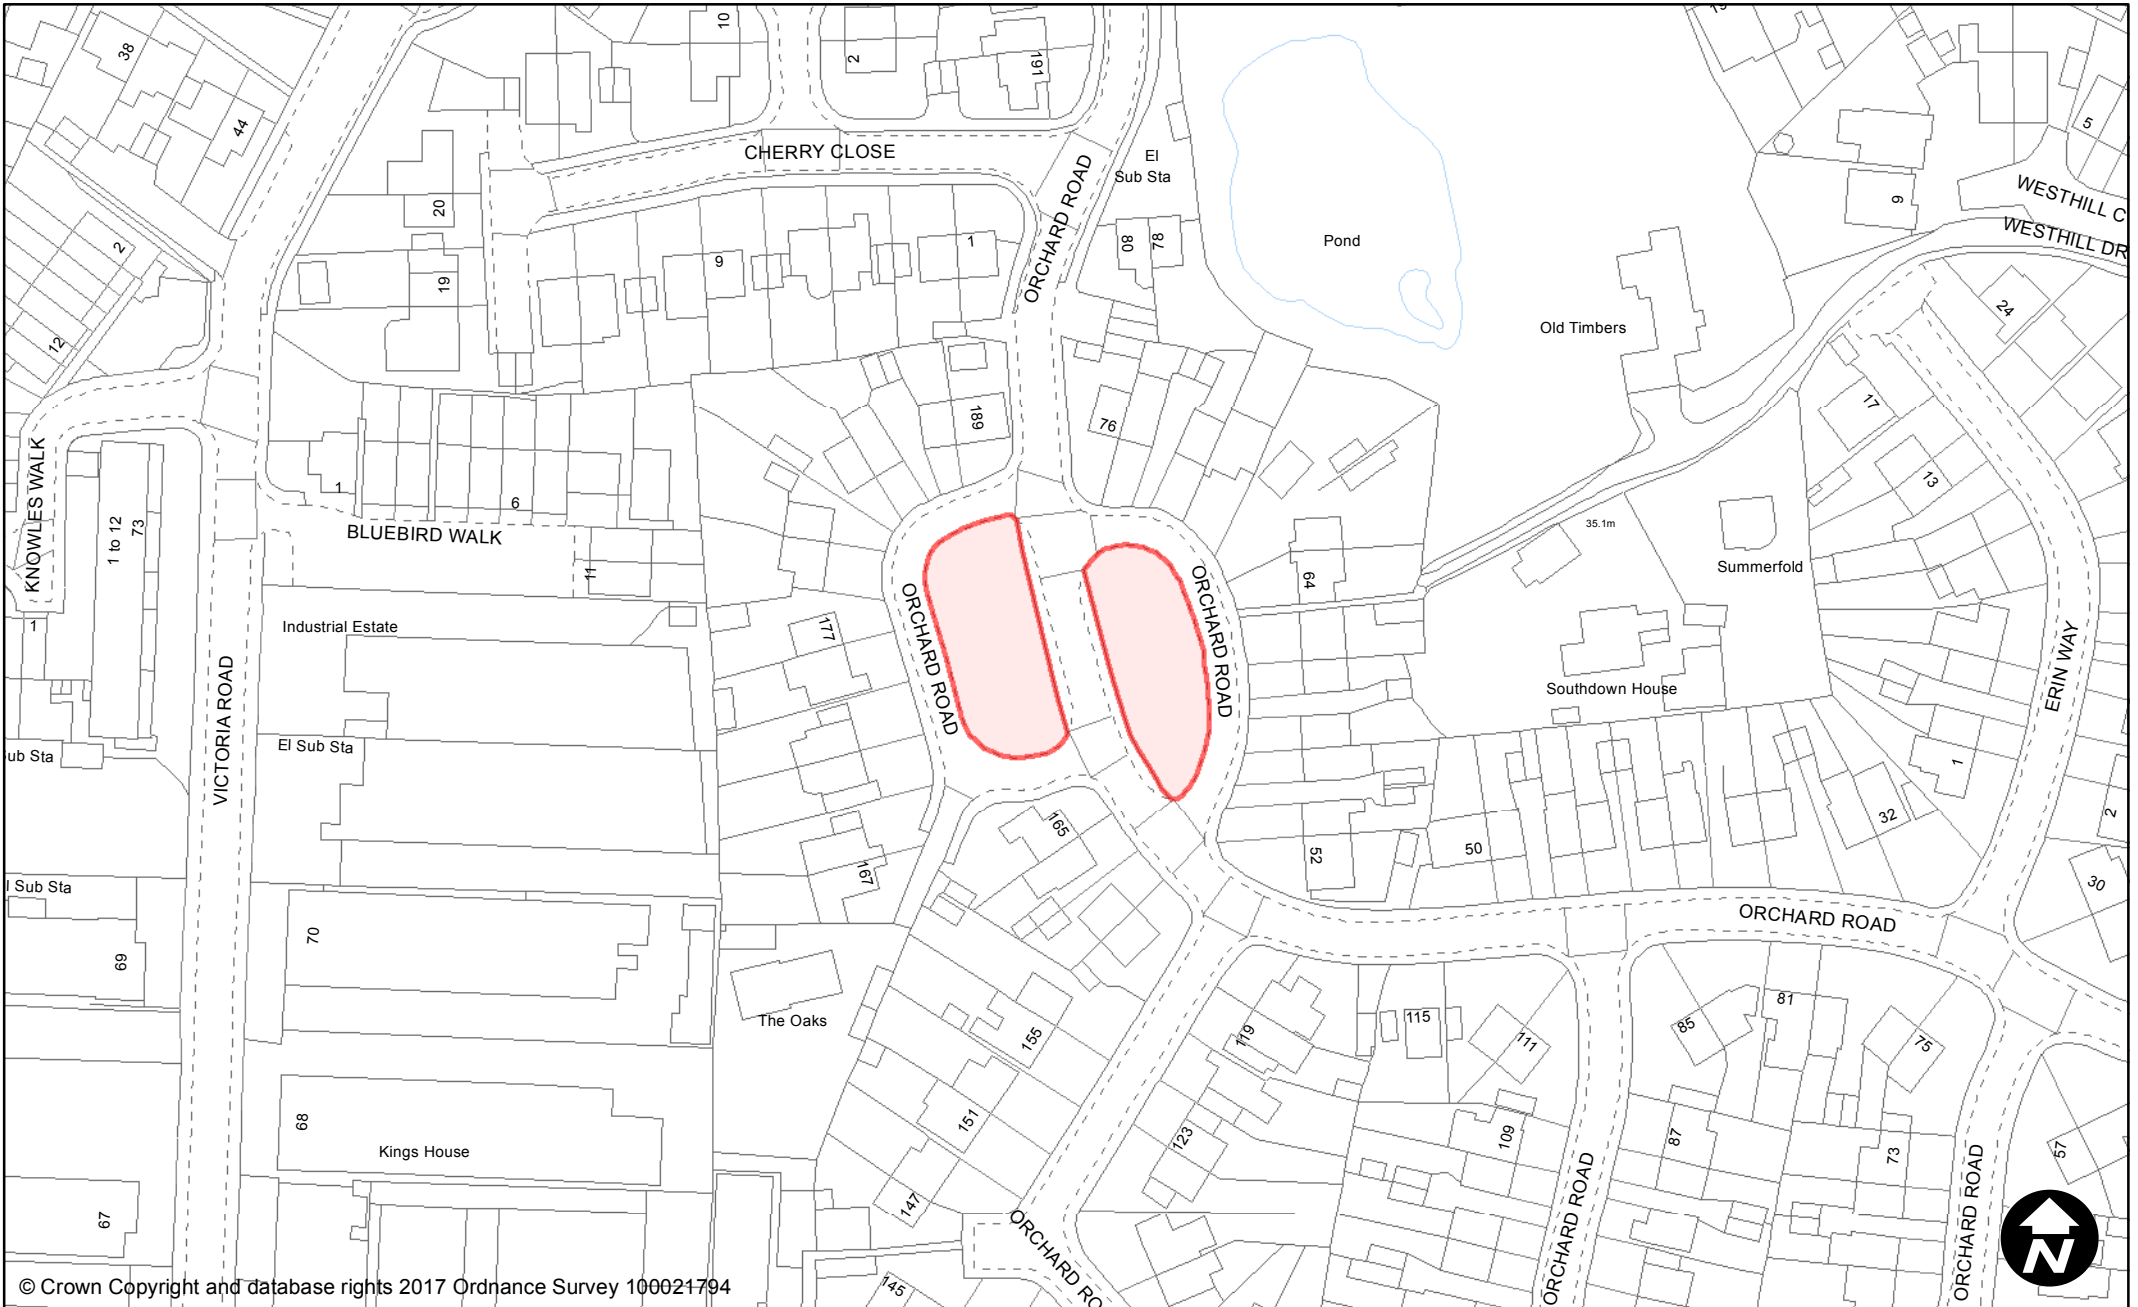 38
10
2
191
19
44
5
CHERRY CLOSE
El
Sub Sta
ORCHARD ROAD
WESTHILL C
9
WESTHILL DR
20
2
80
78
Pond
1
9
19
24
Old Timbers
12
17
189
76
13
KNOWLES WALK
1
6
1 to 12
73
BLUEBIRD WALK
35.1m
Summerfold
11
64
ORCHARD ROAD
ORCHARD ROAD
1
Industrial Estate
177
ERIN WAY
VICTORIA ROAD
Southdown House
El Sub Sta
ub Sta
1
165
32
2
52
50
167
l Sub Sta
30
ORCHARD ROAD
70
69
81
The Oaks
115
85
155
119
111
75
68
151
123
109
87
73
57
Kings House
67
147
ORCHARD RO
ORCHARD ROAD
ORCHARD ROAD
N
145
© Crown Copyright and database rights 2017 Ordnance Survey 100021794